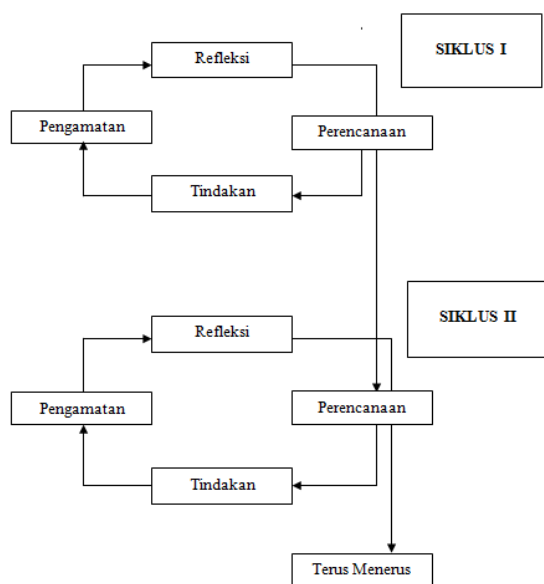 SIKLUS I
Refleksi
Pengamatan
Perencanaan
Tindakan
SIKLUS II
Refleksi
Pengamatan
Perencanaan
Tindakan
Terus Menerus